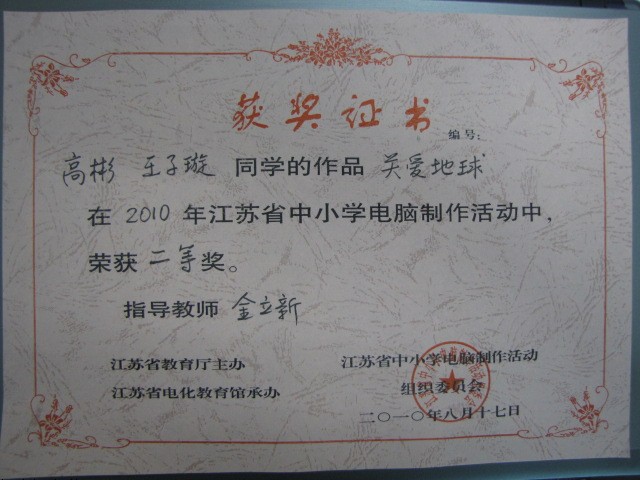 获奖证书
编号:
高彬 王子璇 同学的作品 关爱地球
在 2010 年江苏省中小学电脑制作活动中,
荣获 二等奖。
指导教师 金立新
江苏省教育厅主办
江苏省电化教育馆承办
江苏省中小学电脑制作活动
组织委员会
二〇一〇年八月十七日